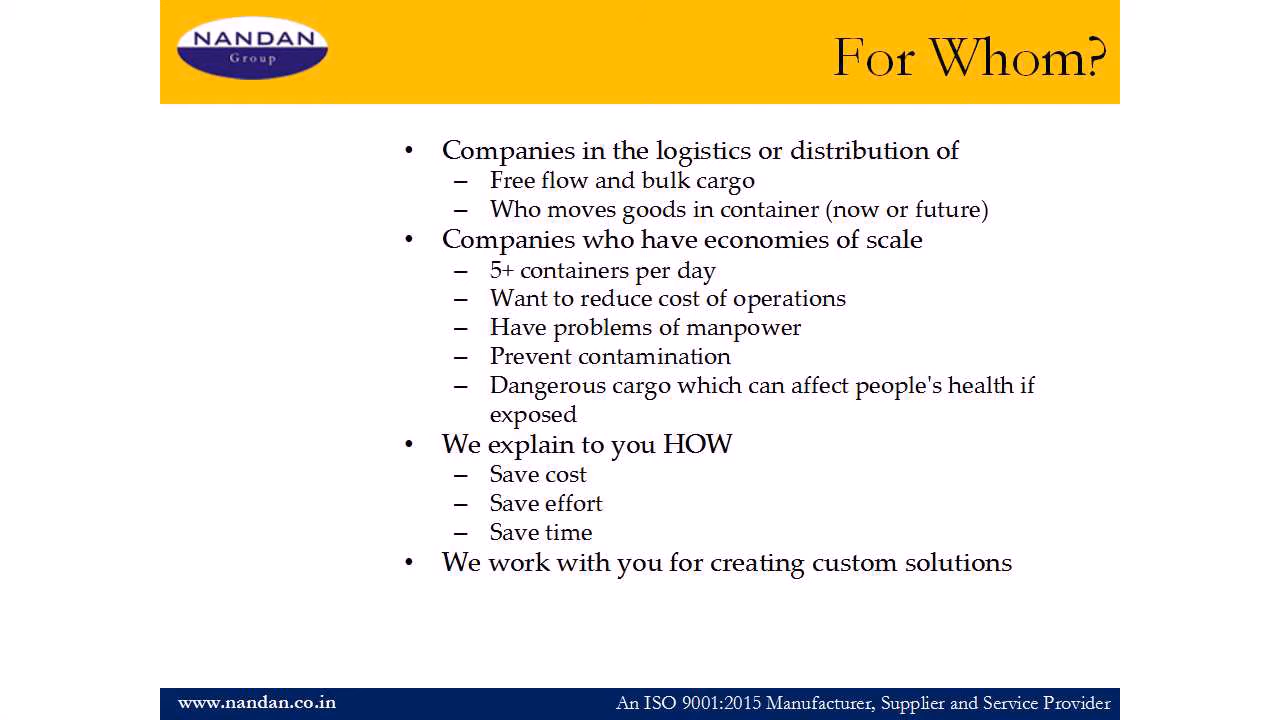 NANDAN
Group
For Whom?
• Companies in the logistics or distribution of
– Free flow and bulk cargo
– Who moves goods in container (now or future)
• Companies who have economies of scale
– 5+ containers per day
– Want to reduce cost of operations
– Have problems of manpower
– Prevent contamination
– Dangerous cargo which can affect people's health if
exposed
• We explain to you HOW
– Save cost
– Save effort
– Save time
• We work with you for creating custom solutions
www.nandan.co.in
An ISO 9001:2015 Manufacturer, Supplier and Service Provider